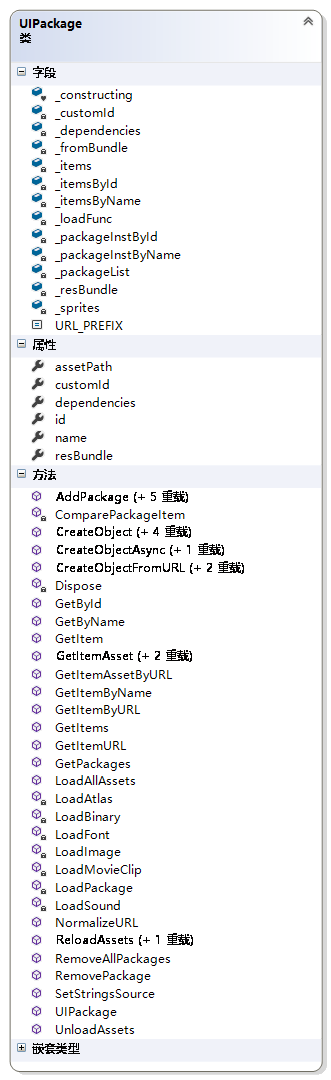 UIPackage
类
字段
_constructing
_customId
_dependencies
_fromBundle
_items
_itemsById
_itemsByName
_loadFunc
_packageInstById
_packageInstByName
_packageList
_resBundle
_sprites
URL_PREFIX
属性
assetPath
customId
dependencies
id
name
resBundle
方法
AddPackage (+ 5 重载)
ComparePackageItem
CreateObject (+ 4 重载)
CreateObjectAsync (+ 1 重载)
CreateObjectFromURL (+ 2 重载)
Dispose
GetById
GetByName
GetItem
GetItemAsset (+ 2 重载)
GetItemAssetByURL
GetItemByName
GetItemByURL
GetItems
GetItemURL
GetPackages
LoadAllAssets
LoadAtlas
LoadBinary
LoadFont
LoadImage
LoadMovieClip
LoadPackage
LoadSound
NormalizeURL
ReloadAssets (+ 1 重载)
RemoveAllPackages
RemovePackage
SetStringsSource
UIPackage
UnloadAssets
嵌套类型